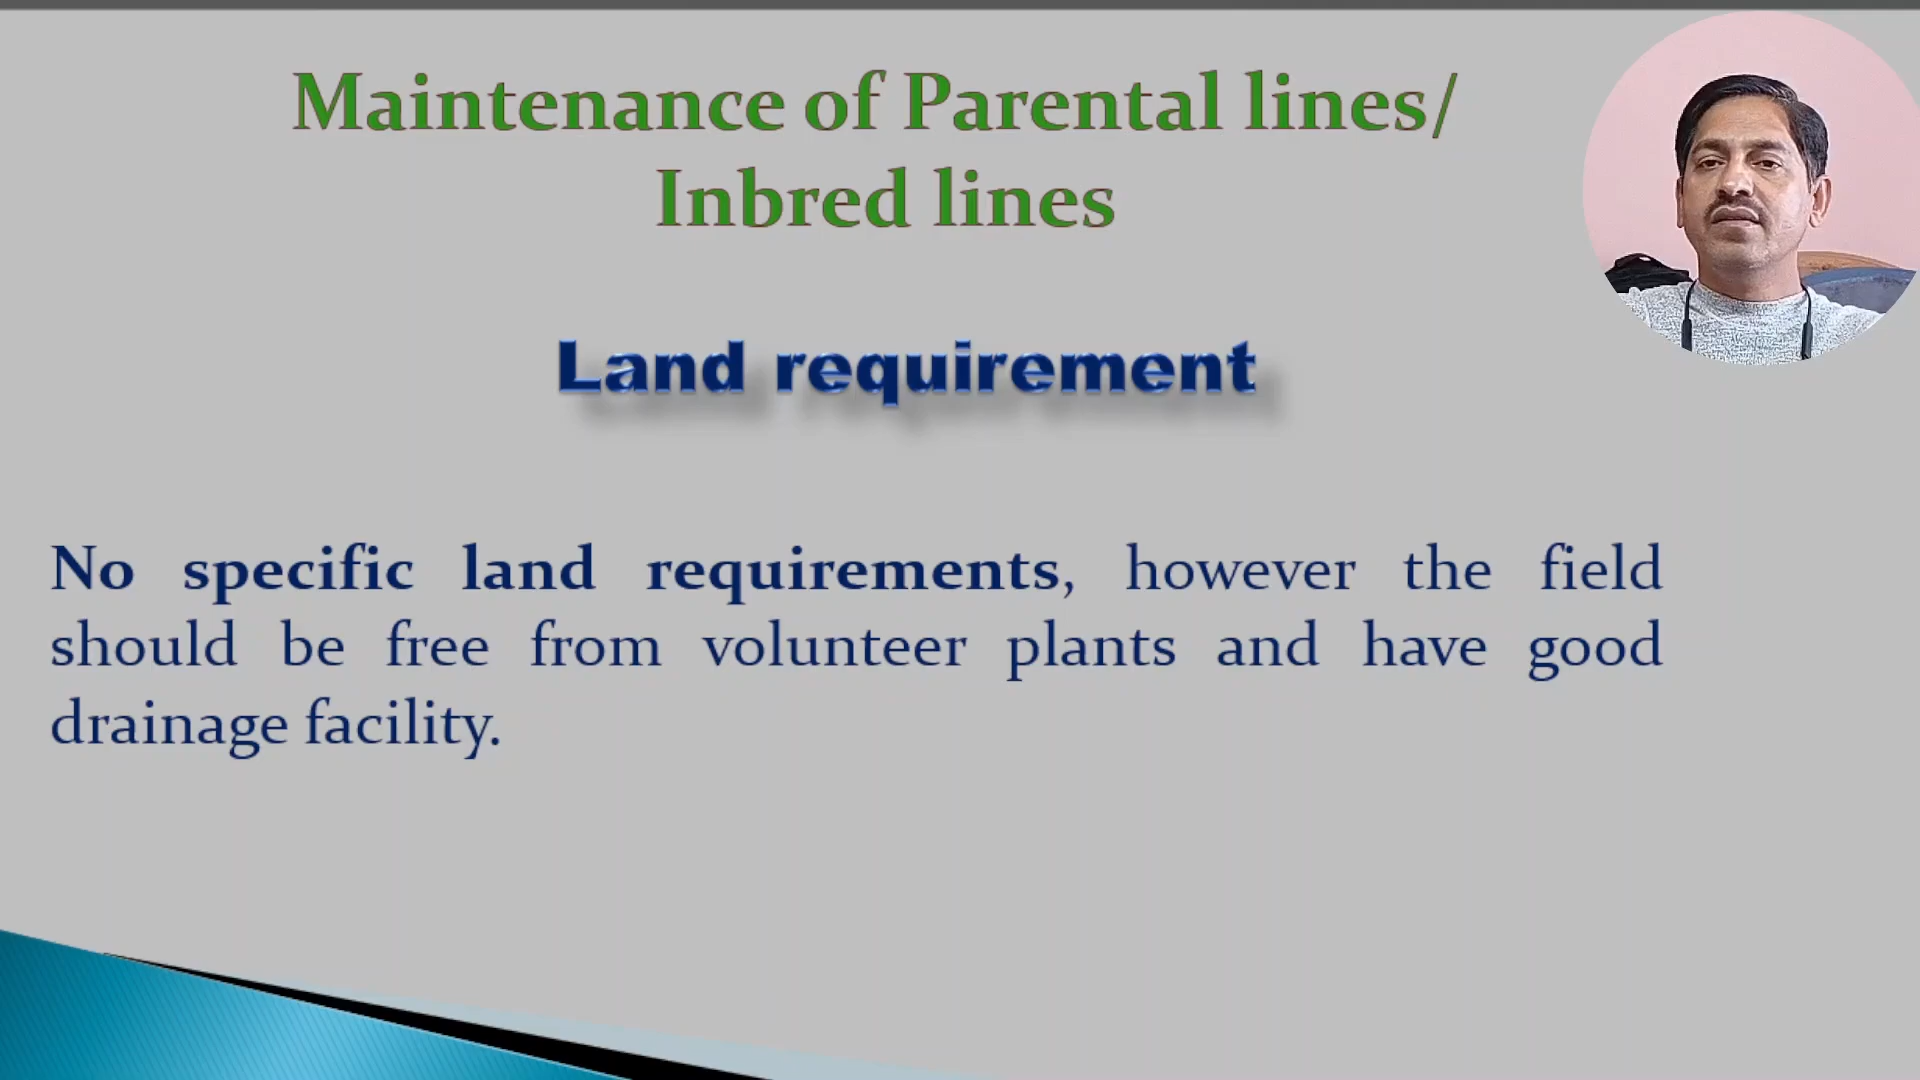 Maintenance of Parental lines/
Inbred lines
Land requirement
No specific land requirements, however the field
should be free from volunteer plants and have good
drainage facility.